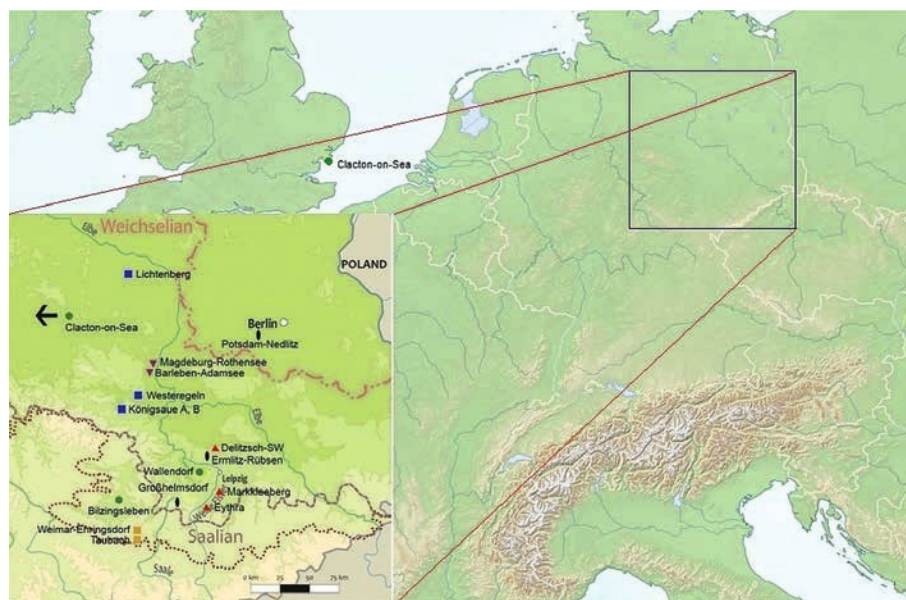 Clacton-on-Sea
Elbe
Weichselian
POLAND
Lichtenberg
Clacton-on-Sea
Berlin
Potsdam-Nedlitz
Magdeburg-Rothensee
Barleben-Adamsee
Westeregeln
Elbe
Königsaue A, B
Delitzsch-SW
Ermlitz-Rübsen
Wallendorf
Leipzig
Großhelmsdorf
Markkleeberg
Bilzingsleben
Eythra
Weimar-Ehringsdorf
Saalian
Taubach
0 km 25 50 75 km